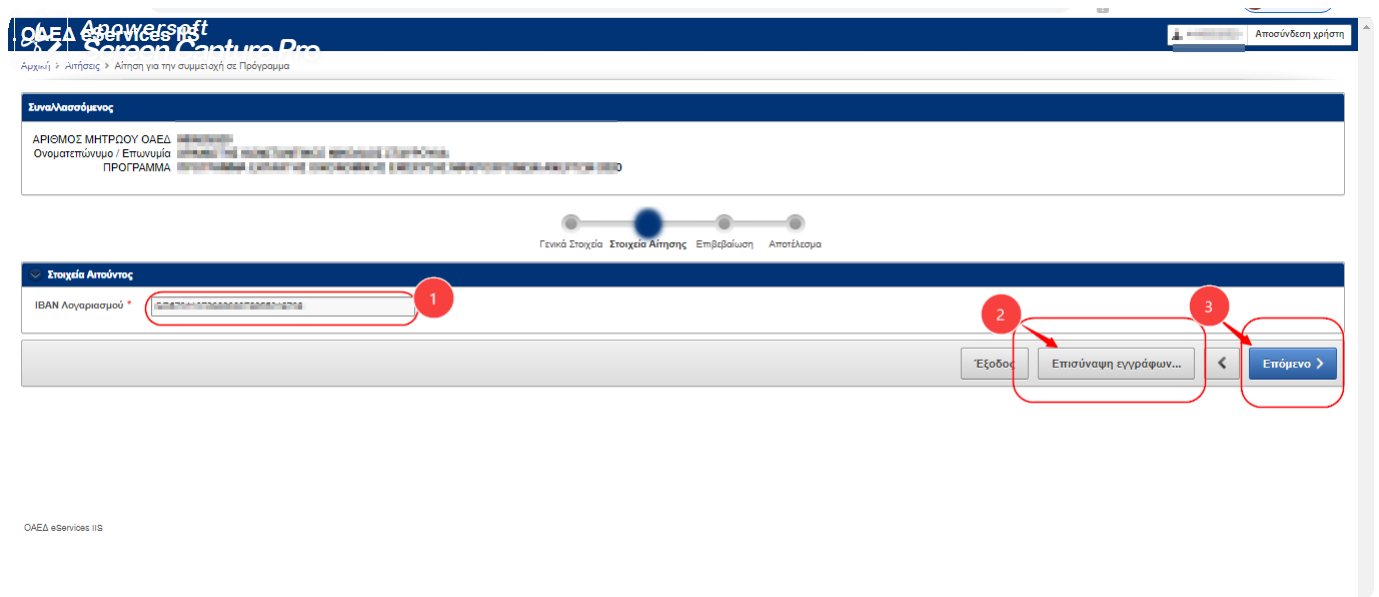 Apowersoft
ΟΑΕΔ eServices IIS
Screen Capture Pro
Αποσύνδεση χρήστη
Αρχική > Αιτήσεις > Αίτηση για την συμμετοχή σε Πρόγραμμα
Συναλλασσόμενος
ΑΡΙΘΜΟΣ ΜΗΤΡΩΟΥ ΟΑΕΔ
Ονοματεπώνυμο / Επωνυμία
ΠΡΟΓΡΑΜΜΑ
Γενικά Στοιχεία Στοιχεία Αίτησης Επιβεβαίωση Αποτέλεσμα
Στοιχεία Αιτούντος
IBAN Λογαριασμού *
1
2
3
Έξοδος Επισύναψη εγγράφων... Επόμενο
ΟΑΕΔ eServices IIS